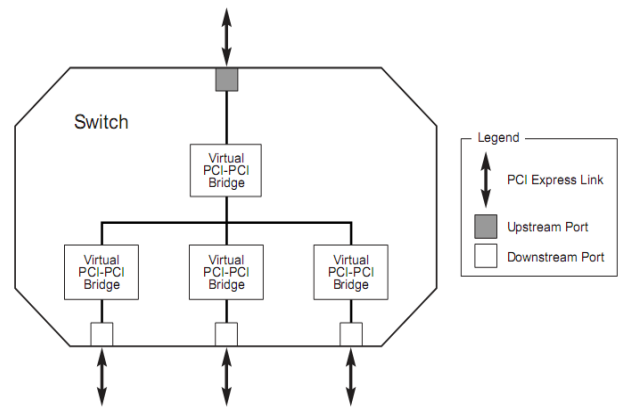 Switch
Virtual
PCI-PCI
Bridge
Virtual
PCI-PCI
Bridge
Virtual
PCI-PCI
Bridge
Virtual
PCI-PCI
Bridge
Legend
PCI Express Link
Upstream Port
Downstream Port